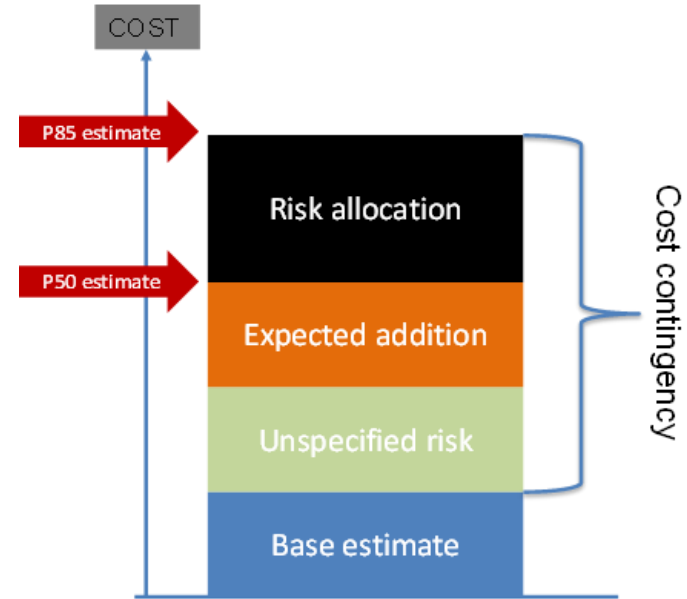 COST
P85 estimate
Risk allocation
P50 estimate
Expected addition
Unspecified risk
Base estimate
Cost contingency